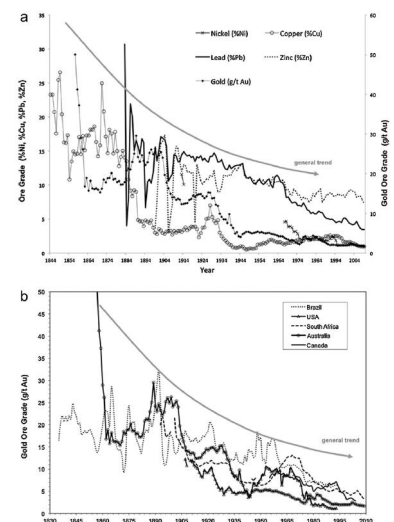 a
35
30
25
20
15
10
5
0
Ore Grade (%Ni, %Cu, %Pb, %Zn)
60
50
40
30
20
10
0
Gold Ore Grade (g/t Au)
Nickel (%Ni)
Copper (%Cu)
Lead (%Pb)
Zinc (%Zn)
Gold (g/t Au)
general trend
1844 1854 1864 1874 1884 1894 1904 1914 1924 1934 1944 1954 1964 1974 1984 1994 2004
Year
b
50
45
40
35
30
25
20
15
10
5
0
Gold Ore Grade (g/t Au)
Brazil
USA
South Africa
Australia
Canada
general trend
1830 1845 1860 1875 1890 1905 1920 1935 1950 1965 1980 1995 2010